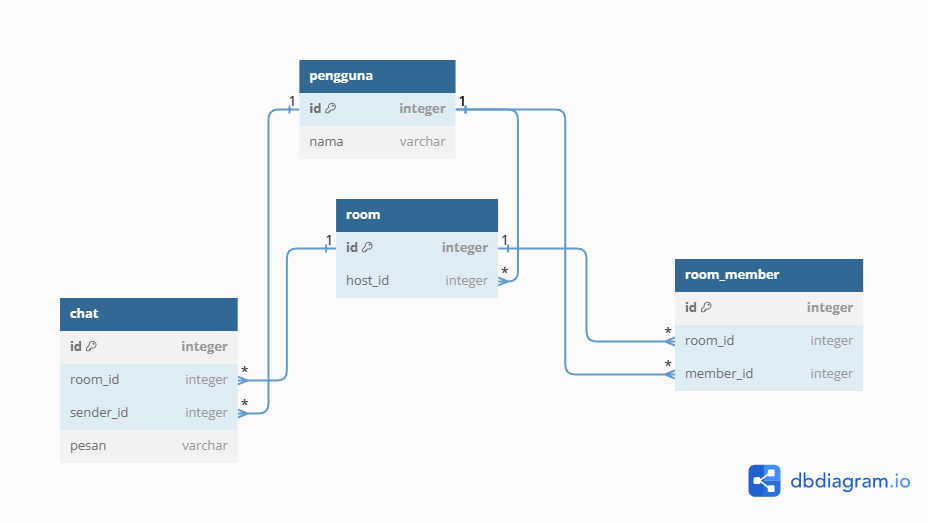 pengguna
1 id integer 1
nama varchar
room
1 id integer 1
host_id integer *
room_member
id integer
* room_id integer
* member_id integer
chat
id integer
room_id integer *
sender_id integer *
pesan varchar
dbdiagram.io